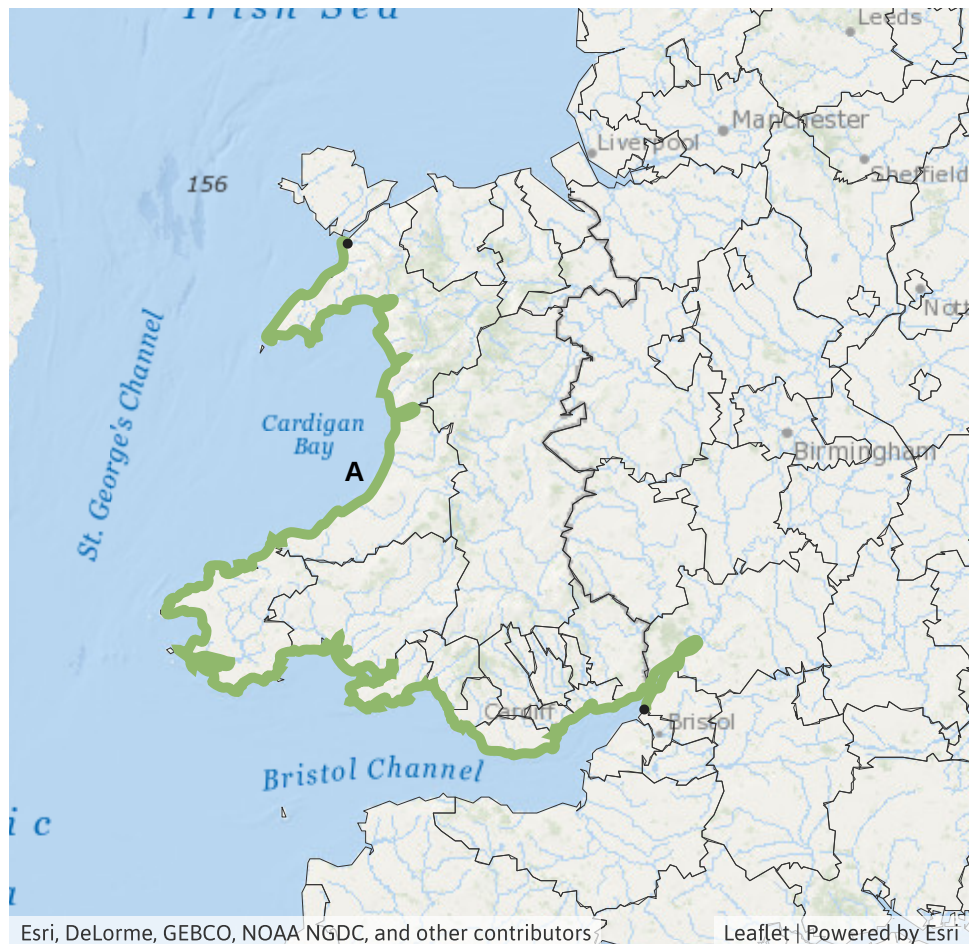 Irish Sea
Leeds
Manchester
Liverpool
Sheffield
156
Nott
St. George's Channel
Cardigan
Bay
A
Birmingham
Cardiff
Bristol
Bristol Channel
i c
Esri, DeLorme, GEBCO, NOAA NGDC, and other contributors
Leaflet | Powered by Esri